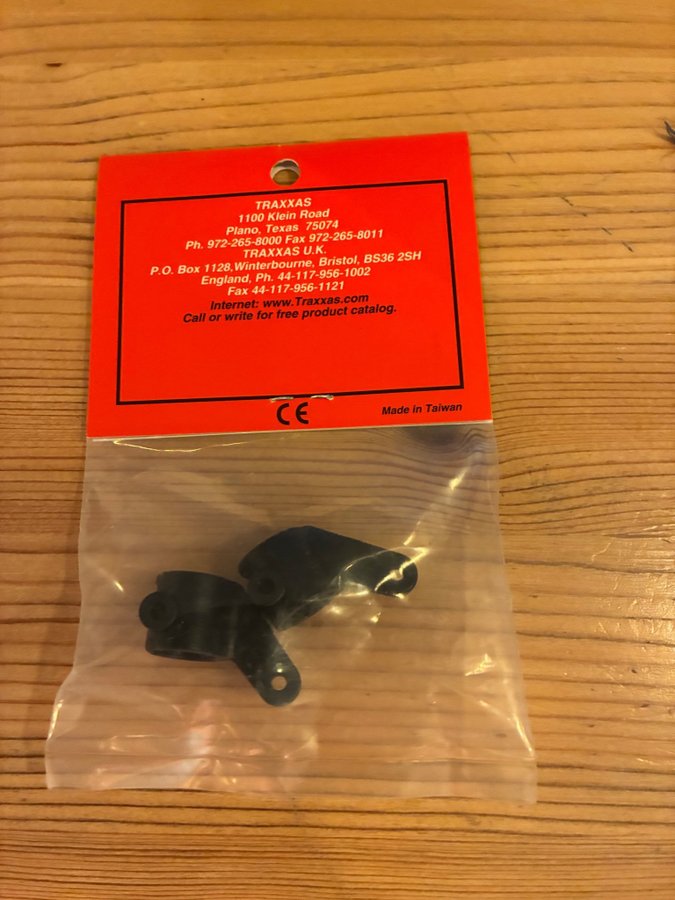 TRAXXAS
1100 Klein Road
Plano, Texas 75074
Ph. 972-265-8000 Fax 972-265-8011
TRAXXAS U.K.
P.O. Box 1128,Winterbourne, Bristol, BS36 2SH
England, Ph. 44-117-956-1002
Fax 44-117-956-1121
Internet: www.Traxxas.com
Call or write for free product catalog.
CE
Made in Taiwan